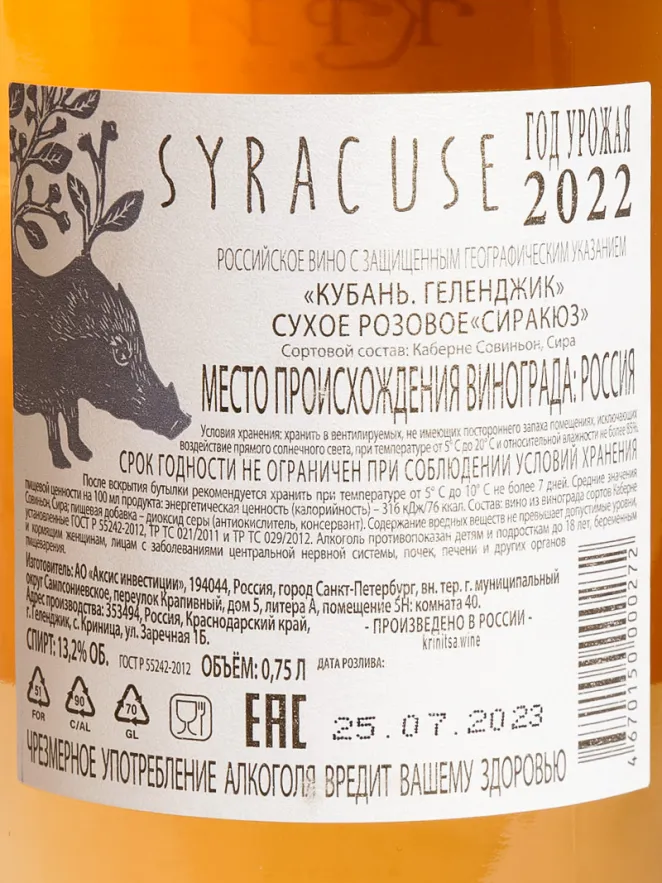 SYRACUSE
ГОД УРОЖАЯ
2022
РОССИЙСКОЕ ВИНО С ЗАЩИЩЕННЫМ ГЕОГРАФИЧЕСКИМ УКАЗАНИЕМ
«КУБАНЬ. ГЕЛЕНДЖИК»
СУХОЕ РОЗОВОЕ«СИРАКЮЗ»
Сортовой состав: Каберне Совиньон, Сира
МЕСТО ПРОИСХОЖДЕНИЯ ВИНОГРАДА: РОССИЯ
Условия хранения: хранить в вентилируемых, не имеющих постороннего запаха помещениях, исключающих
воздействие прямого солнечного света, при температуре от 5° С до 20° С и относительной влажности не более 85%.
СРОК ГОДНОСТИ НЕ ОГРАНИЧЕН ПРИ СОБЛЮДЕНИИ УСЛОВИЙ ХРАНЕНИЯ
После вскрытия бутылки рекомендуется хранить при температуре от 5° С до 10° С не более 7 дней. Средние значения
пищевой ценности на 100 мл продукта: энергетическая ценность (калорийность) – 316 кДж/76 ккал. Состав: вино из винограда сортов Каберне
Совиньон, Сира; пищевая добавка – диоксид серы (антиокислитель, консервант). Содержание вредных веществ не превышает допустимые уровни,
установленные ГОСТ Р 55242-2012, ТР ТС 021/2011 и ТР ТС 029/2012. Алкоголь противопоказан детям и подросткам до 18 лет, беременным
и кормящим женщинам, лицам с заболеваниями центральной нервной системы, почек, печени и других органов
пищеварения.
Изготовитель: АО «Аксис инвестиции», 194044, Россия, город Санкт-Петербург, вн. тер. г. муниципальный
округ Сампсониевское, переулок Крапивный, дом 5, литера А, помещение 5Н: комната 40.
Адрес производства: 353494, Россия, Краснодарский край,
г. Геленджик, с. Криница, ул. Заречная 1Б.
- ПРОИЗВЕДЕНО В РОССИИ -
krinitsa.wine
СПИРТ: 13,2% ОБ. ГОСТ Р 55242-2012 ОБЪЁМ: 0,75 Л ДАТА РОЗЛИВА:
51 90 70
FOR C/AL GL
EAC
25.07.2023
ЧРЕЗМЕРНОЕ УПОТРЕБЛЕНИЕ АЛКОГОЛЯ ВРЕДИТ ВАШЕМУ ЗДОРОВЬЮ
4 670150 000272